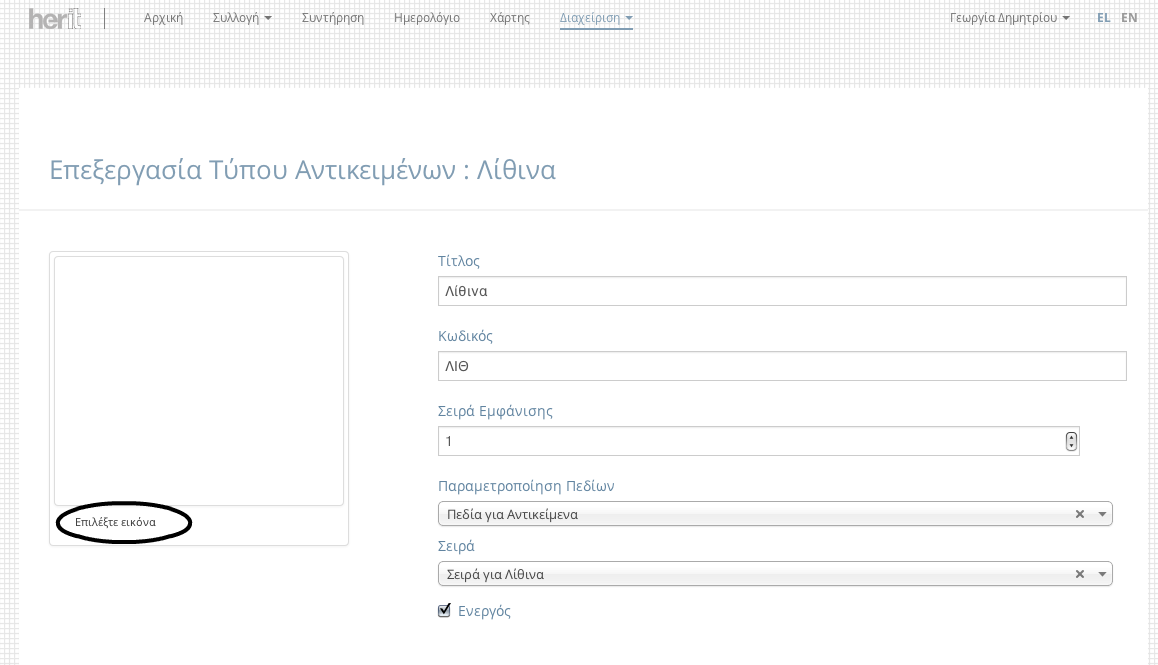 herit Αρχική Συλλογή Συντήρηση Ημερολόγιο Χάρτης Διαχείριση Γεωργία Δημητρίου EL EN
Επεξεργασία Τύπου Αντικειμένων : Λίθινα
Επιλέξτε εικόνα
Τίτλος
Λίθινα
Κωδικός
ΛΙΘ
Σειρά Εμφάνισης
1
Παραμετροποίηση Πεδίων
Πεδία για Αντικείμενα
Σειρά
Σειρά για Λίθινα
Ενεργός